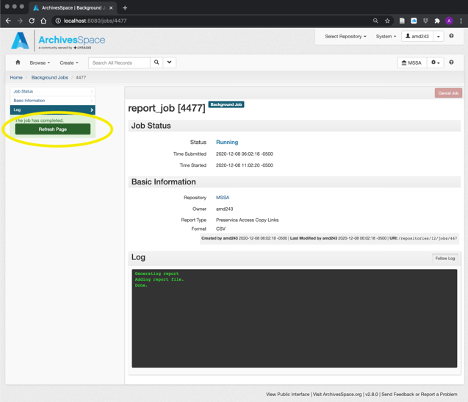 ArchivesSpace | Background J
localhost:8080/jobs/4477
ArchivesSpace
a community served by LYRASIS
Select Repository
System
amd243
Browse
Create
Search All Records
MSSA
Home / Background Jobs / 4477
Job Status
Basic Information
Log
The job has completed.
Refresh Page
Cancel Job
report_job [4477] Background Job
Job Status
Status Running
Time Submitted 2020-12-08 06:02:18 -0500
Time Started 2020-12-08 11:02:20 -0500
Basic Information
Repository MSSA
Owner amd243
Report Type Preservica Access Copy Links
Format CSV
Created by amd243 2020-12-08 06:02:18 -0500 | Last Modified by amd243 2020-12-08 06:02:18 -0500 | URI: /repositories/12/jobs/447
Log
Follow Log
Generating report
Adding report file.
Done.
View Public Interface | Visit ArchivesSpace.org | v2.8.0 | Send Feedback or Report a Problem